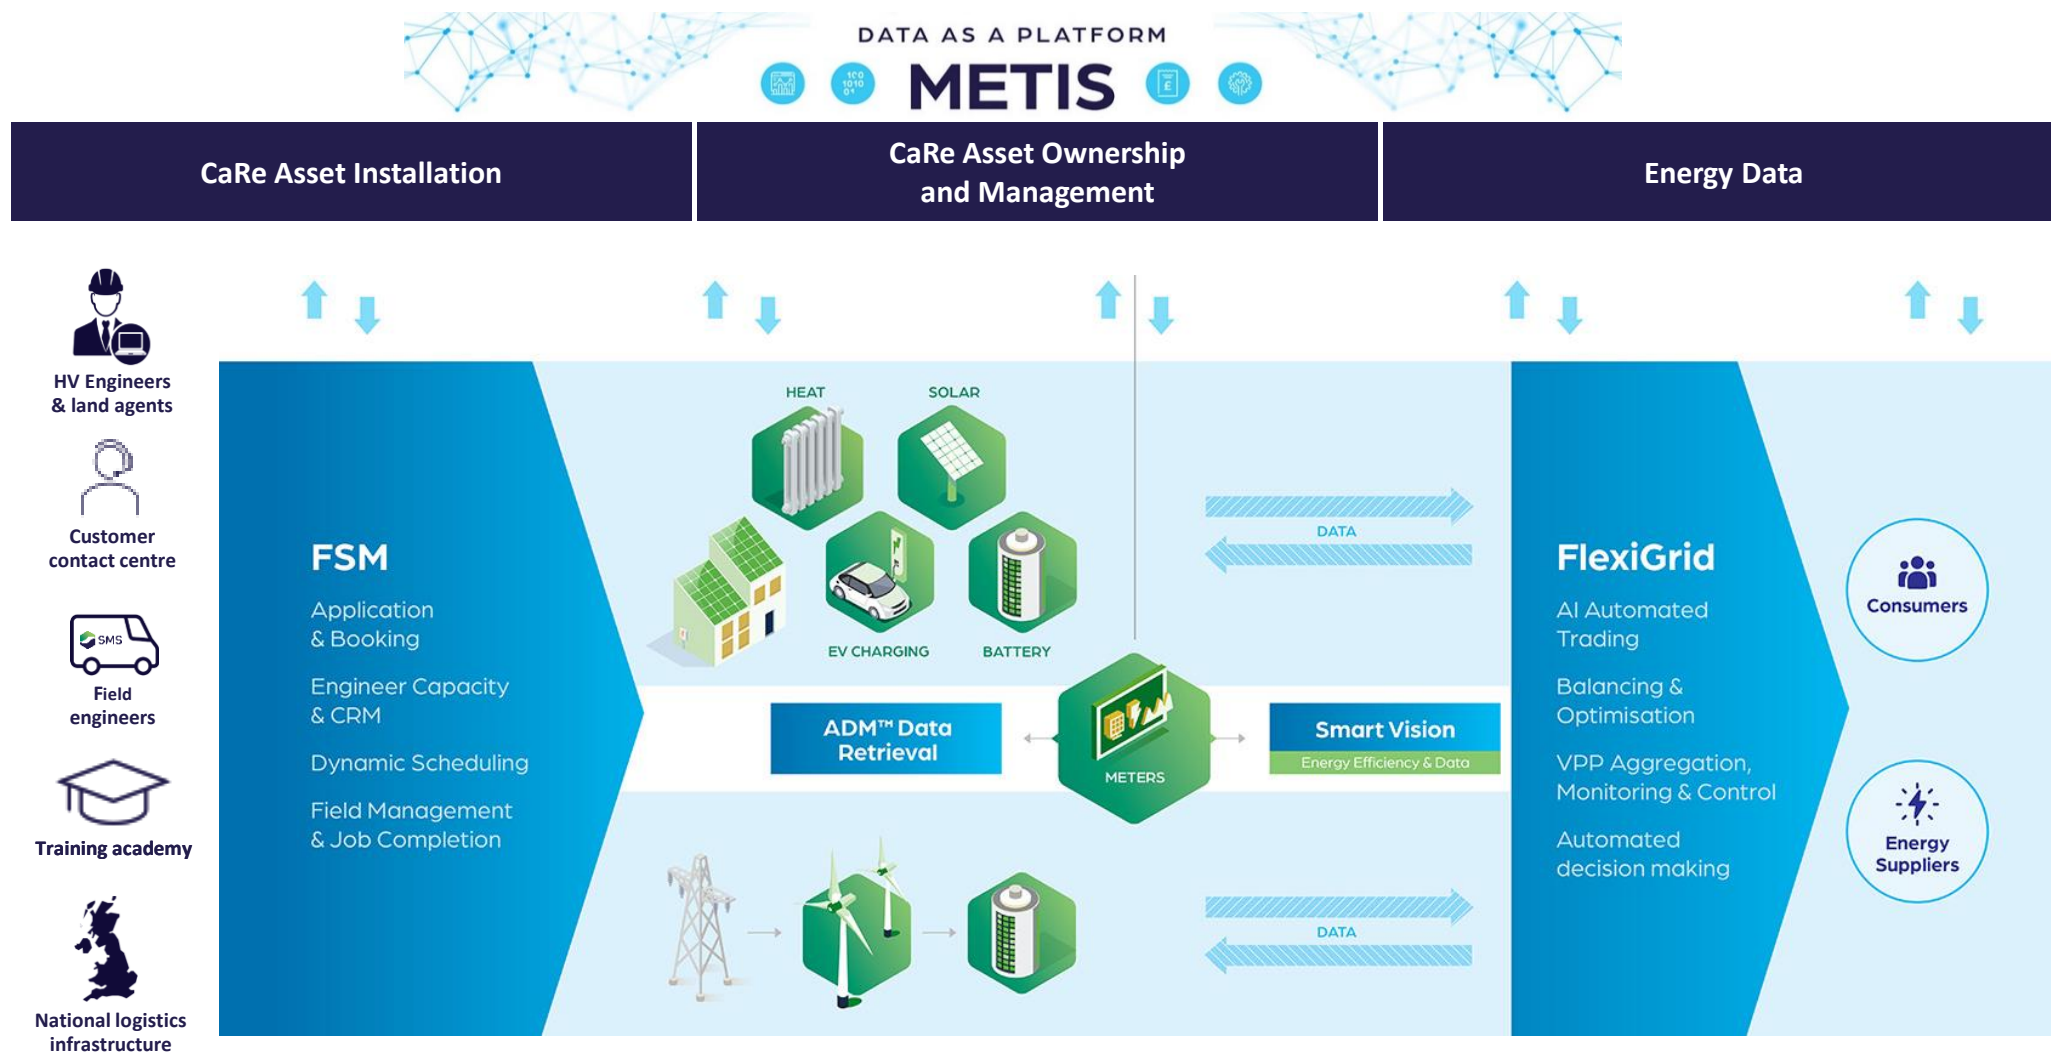 DATA AS A PLATFORM
METIS
100
1010
01
£
CaRe Asset Installation
CaRe Asset Ownership
and Management
Energy Data
HV Engineers
& land agents
Customer
contact centre
SMS
Field
engineers
Training academy
National logistics
infrastructure
FSM
Application
& Booking
Engineer Capacity
& CRM
Dynamic Scheduling
Field Management
& Job Completion
HEAT
SOLAR
EV CHARGING
BATTERY
ADM™ Data
Retrieval
METERS
Smart Vision
Energy Efficiency & Data
DATA
DATA
FlexiGrid
AI Automated
Trading
Balancing &
Optimisation
VPP Aggregation,
Monitoring & Control
Automated
decision making
Consumers
Energy
Suppliers